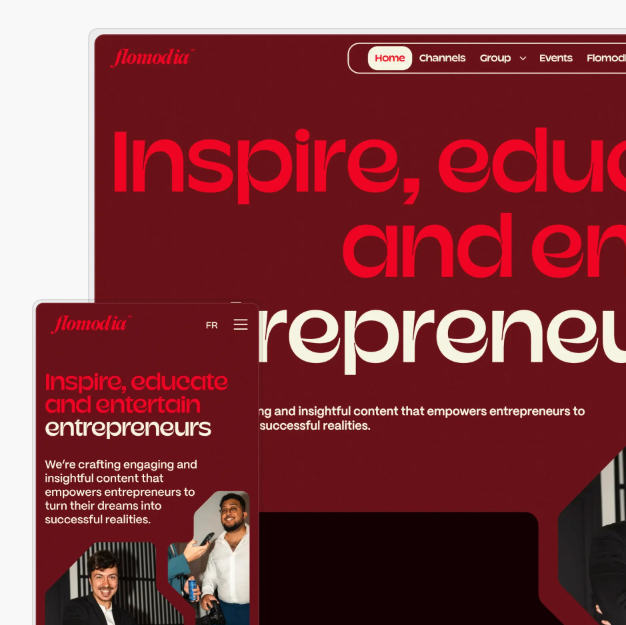 flomodia
Home Channels Group Events Flomodi
Inspire, educ
and en
repreneu
ng and insightful content that empowers entrepreneurs to
successful realities.
flomodia
FR
Inspire, educate
and entertain
entrepreneurs
We're crafting engaging and
insightful content that
empowers entrepreneurs to
turn their dreams into
successful realities.